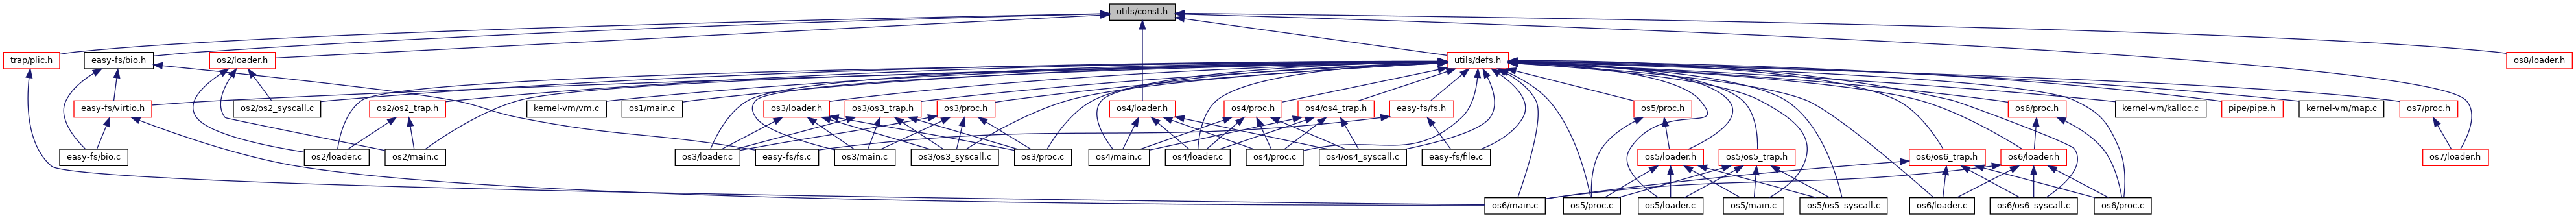 utils/const.h
trap/plic.h
easy-fs/bio.h
os2/loader.h
utils/defs.h
os8/loader.h
easy-fs/virtio.h
os2/os2_syscall.c
os2/os2_trap.h
kernel-vm/vm.c
os1/main.c
os3/loader.h
os3/os3_trap.h
os3/proc.h
os4/loader.h
os4/proc.h
os4/os4_trap.h
easy-fs/fs.h
os5/proc.h
os6/proc.h
kernel-vm/kalloc.c
pipe/pipe.h
kernel-vm/map.c
os7/proc.h
easy-fs/bio.c
os2/loader.c
os2/main.c
os3/loader.c
easy-fs/fs.c
os3/main.c
os3/os3_syscall.c
os3/proc.c
os4/main.c
os4/loader.c
os4/proc.c
os4/os4_syscall.c
easy-fs/file.c
os5/loader.h
os5/os5_trap.h
os6/os6_trap.h
os6/loader.h
os7/loader.h
os6/main.c
os5/proc.c
os5/loader.c
os5/main.c
os5/os5_syscall.c
os6/loader.c
os6/os6_syscall.c
os6/proc.c